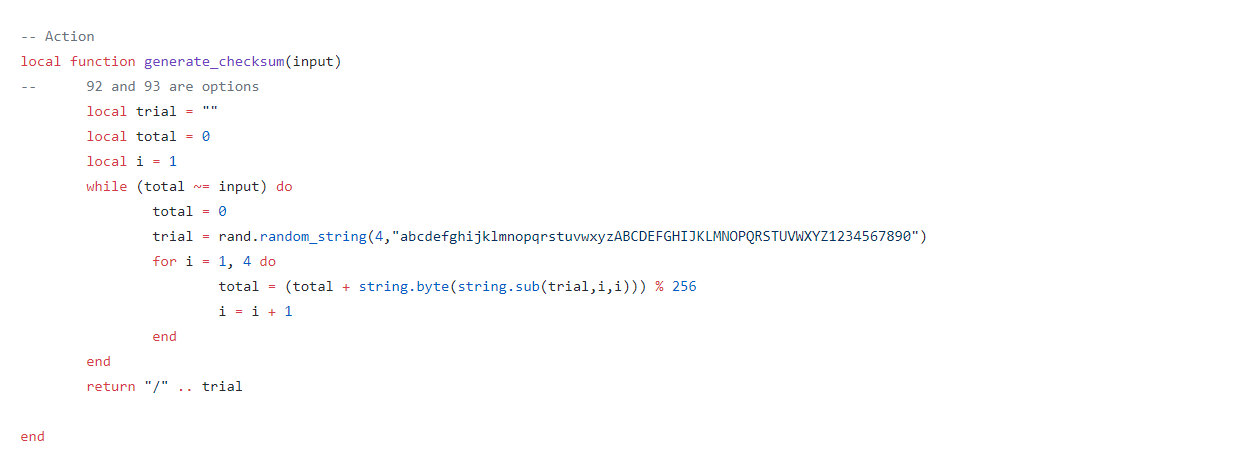 -- Action
local function generate_checksum(input)
--      92 and 93 are options
        local trial = ""
        local total = 0
        local i = 1
        while (total ~= input) do
                total = 0
                trial = rand.random_string(4,"abcdefghijklmnopqrstuvwxyzABCDEFGHIJKLMNOPQRSTUVWXYZ1234567890")
                for i = 1, 4 do
                        total = (total + string.byte(string.sub(trial,i,i))) % 256
                        i = i + 1
                end
        end
        return "/" .. trial
end